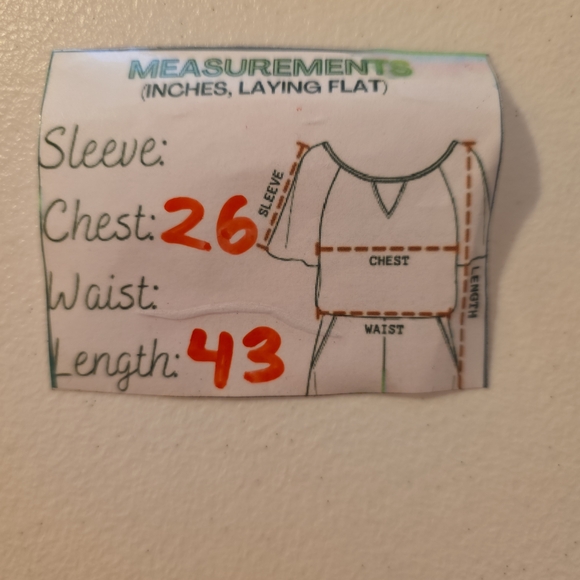 MEASUREMENTS
(INCHES, LAYING FLAT)
Sleeve:
Chest: 26
Waist:
Length: 43
SLEEVE
CHEST
LENGTH
WAIST